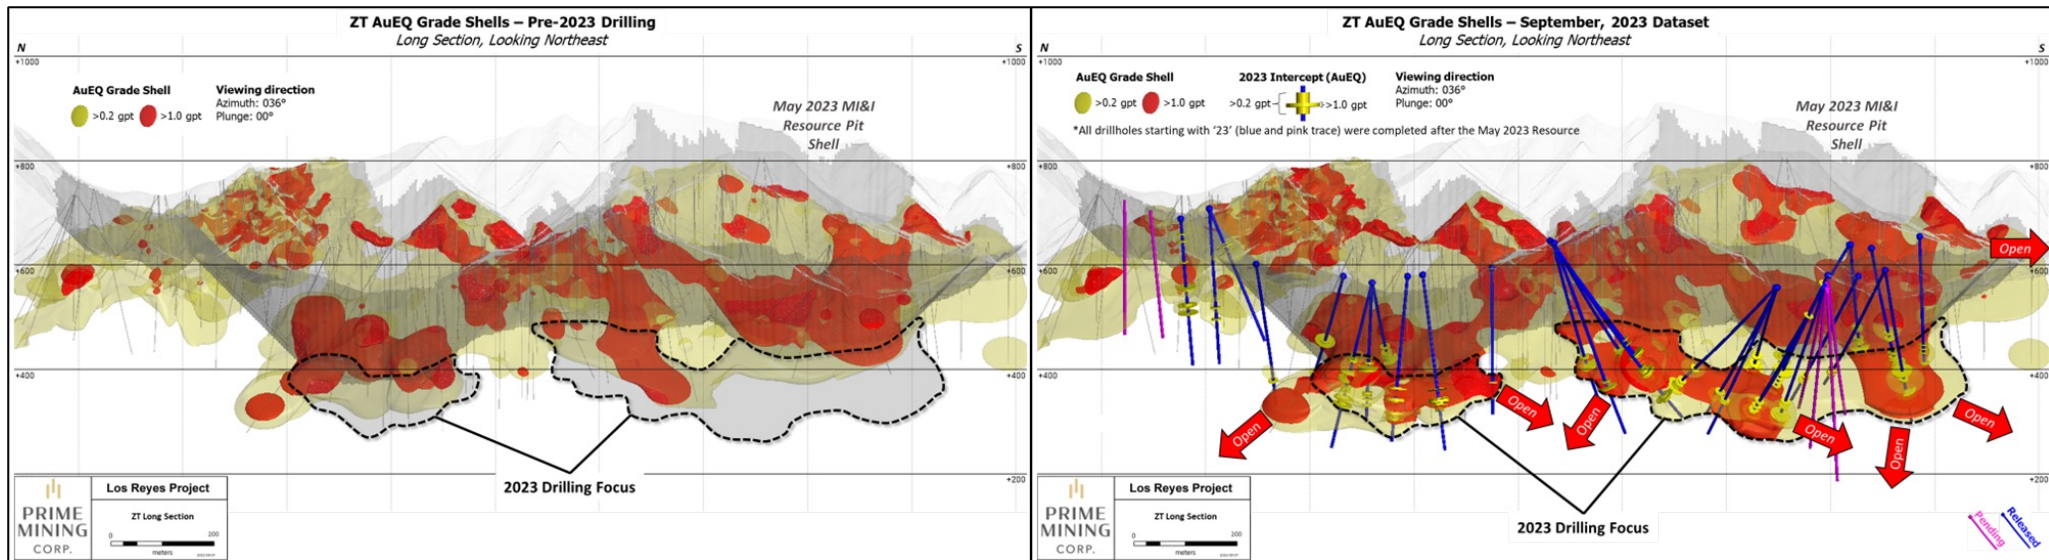 ZT AuEQ Grade Shells – Pre-2023 Drilling
Long Section, Looking Northeast
N
S
+1000
+1000
AuEQ Grade Shell
>0.2 gpt
>1.0 gpt
Viewing direction
Azimuth: 036°
Plunge: 00°
May 2023 MI&I
Resource Pit
Shell
+800
+800
+600
+600
+400
+400
+200
2023 Drilling Focus
PRIME
MINING
CORP.
Los Reyes Project
ZT Long Section
0
200
meters
ZT AuEQ Grade Shells – September, 2023 Dataset
Long Section, Looking Northeast
N
S
+1000
+1000
AuEQ Grade Shell
>0.2 gpt
>1.0 gpt
2023 Intercept (AuEQ)
>0.2 gpt
>1.0 gpt
Viewing direction
Azimuth: 036°
Plunge: 00°
*All drillholes starting with '23' (blue and pink trace) were completed after the May 2023 Resource
May 2023 MI&I
Resource Pit
Shell
+800
+800
Open
+600
+600
+400
+400
Open
Open
Open
Open
Open
Open
+200
2023 Drilling Focus
PRIME
MINING
CORP.
Los Reyes Project
ZT Long Section
0
200
meters
Pending
Released